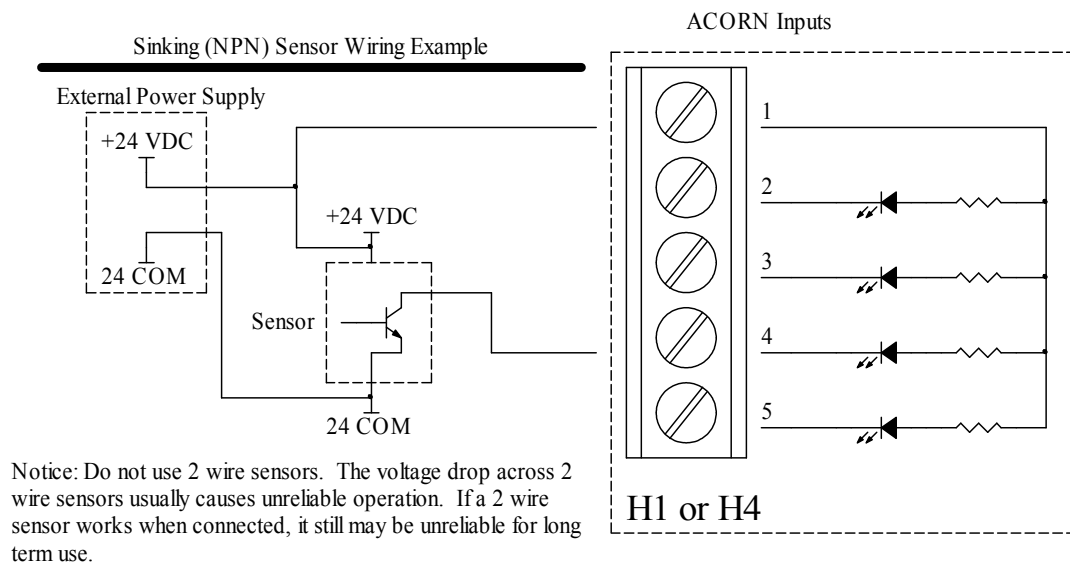 ACORN Inputs
Sinking (NPN) Sensor Wiring Example
External Power Supply
+24 VDC
24 COM
+24 VDC
Sensor
24 COM
1
2
3
4
5
H1 or H4
Notice: Do not use 2 wire sensors. The voltage drop across 2
wire sensors usually causes unreliable operation. If a 2 wire
sensor works when connected, it still may be unreliable for long
term use.